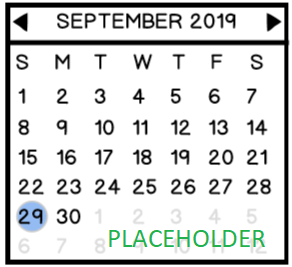 SEPTEMBER 2019
S M T W T F S
1 2 3 4 5 6 7
8 9 10 11 12 13 14
15 16 17 18 19 20 21
22 23 24 25 26 27 28
29 30 1 2 3 4 5
6 7 8 9 10 11 12
PLACEHOLDER